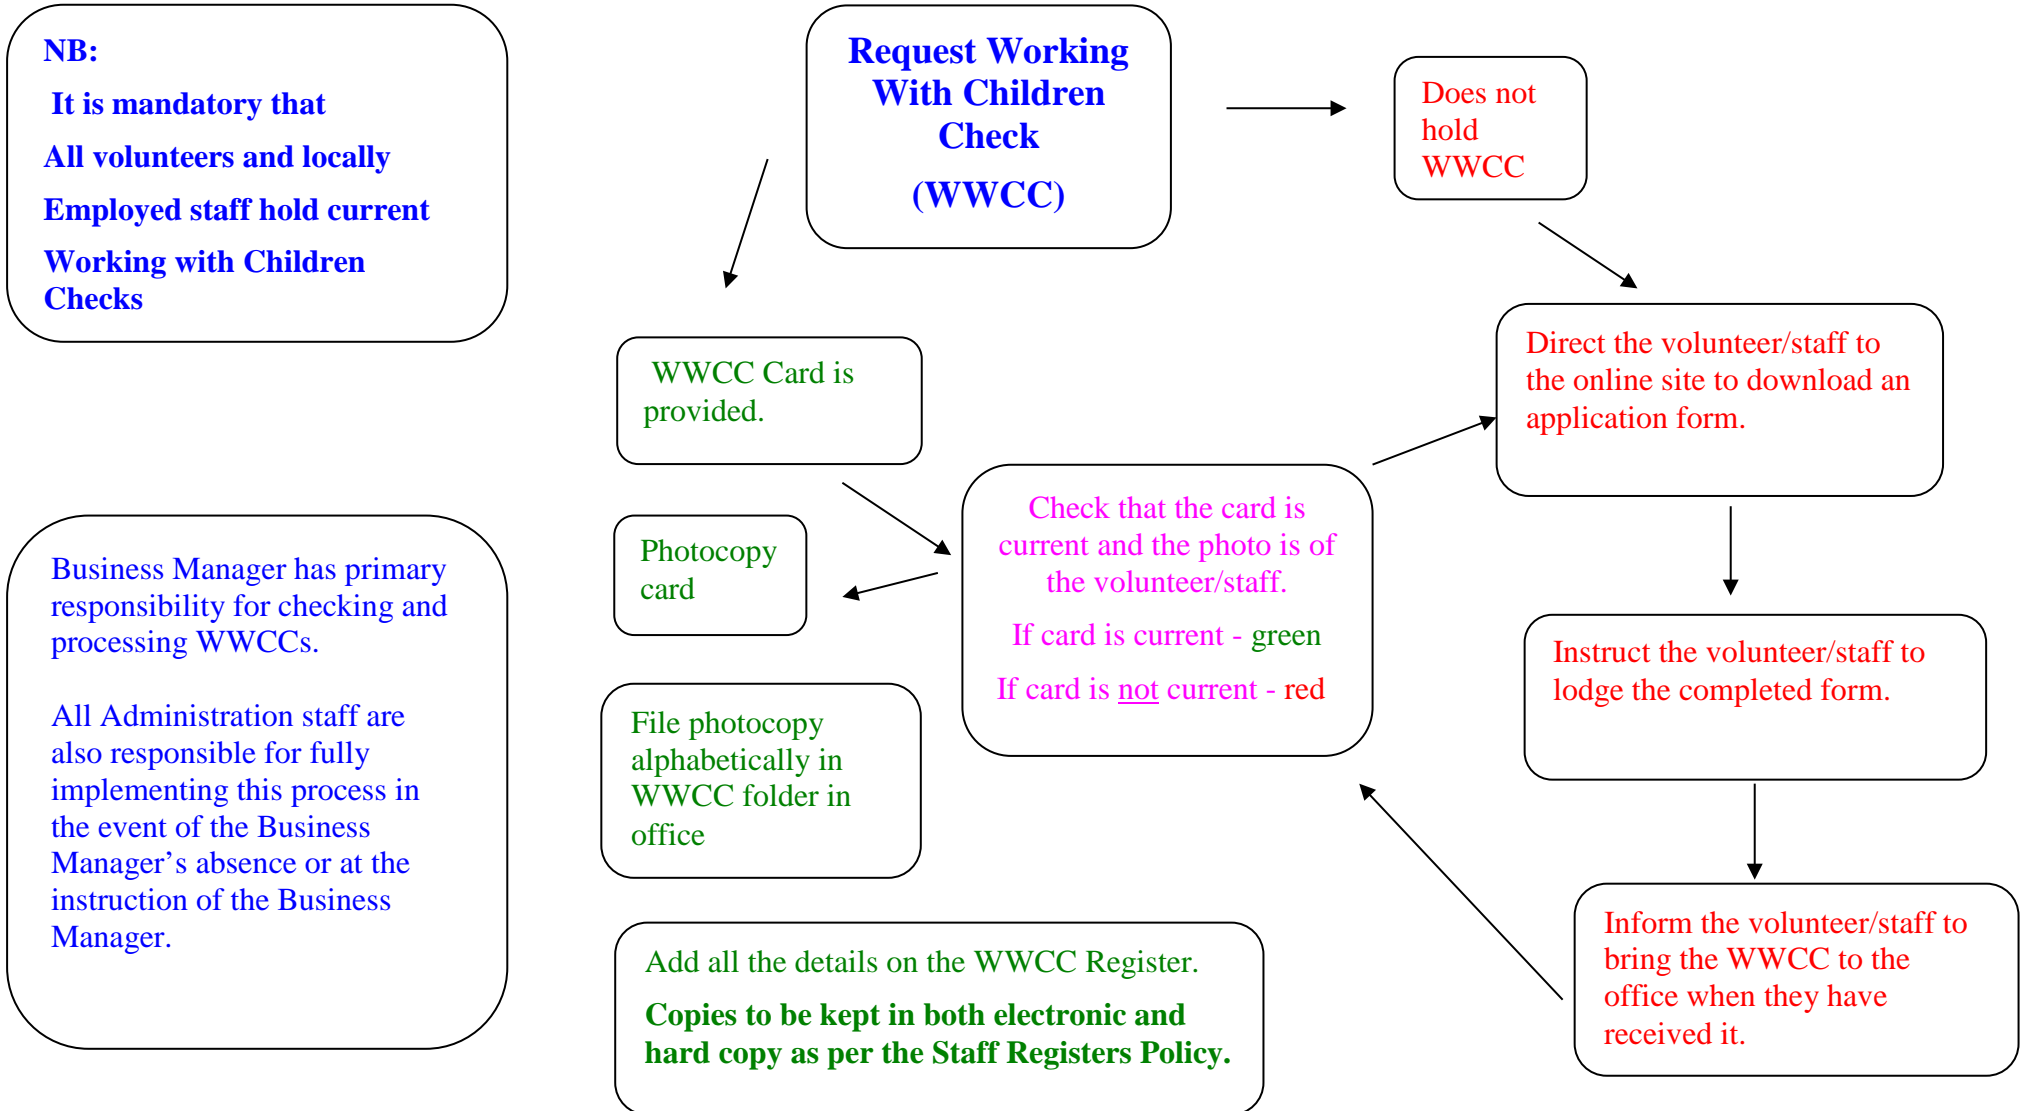 NB:
It is mandatory that
All volunteers and locally
Employed staff hold current
Working with Children
Checks
Request Working
With Children
Check
(WWCC)
Does not
hold
WWCC
WWCC Card is
provided.
Direct the volunteer/staff to
the online site to download an
application form.
Check that the card is
current and the photo is of
the volunteer/staff.
If card is current - green
If card is not current - red
Photocopy
card
Business Manager has primary
responsibility for checking and
processing WWCCs.
All Administration staff are
also responsible for fully
implementing this process in
the event of the Business
Manager’s absence or at the
instruction of the Business
Manager.
Instruct the volunteer/staff to
lodge the completed form.
File photocopy
alphabetically in
WWCC folder in
office
Inform the volunteer/staff to
bring the WWCC to the
office when they have
received it.
Add all the details on the WWCC Register.
Copies to be kept in both electronic and
hard copy as per the Staff Registers Policy.